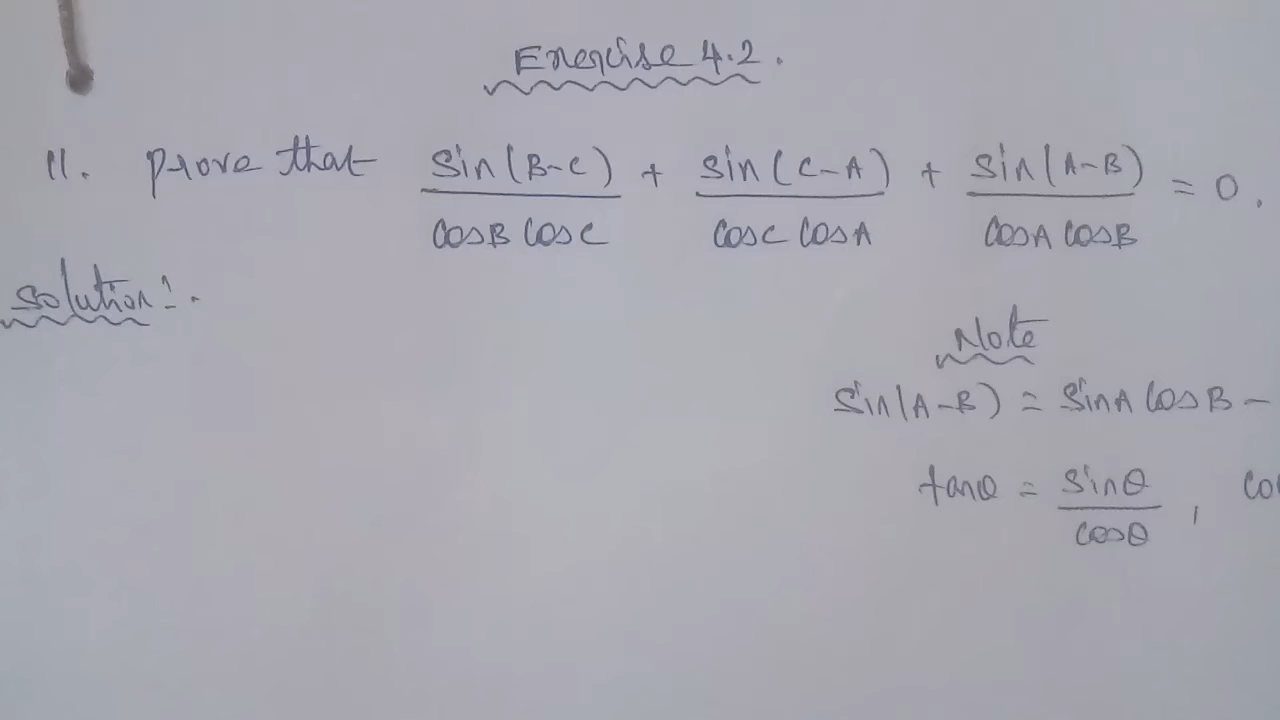 Exercise 4.2.
11. Prove that sin(B-C)/cosB cosC + sin(C-A)/cosC cosA + sin(A-B)/cosA cosB = 0.
Solution:.
Note
sin(A-B) = sinA cosB -
tanθ = sinθ/cosθ ,